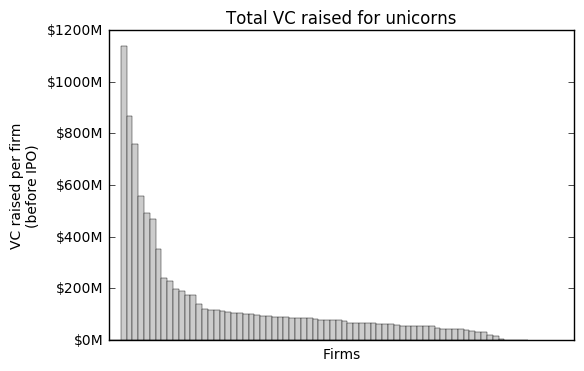 Total VC raised for unicorns
$1200M
$1000M
$800M
$600M
$400M
$200M
$0M
VC raised per firm
(before IPO)
Firms